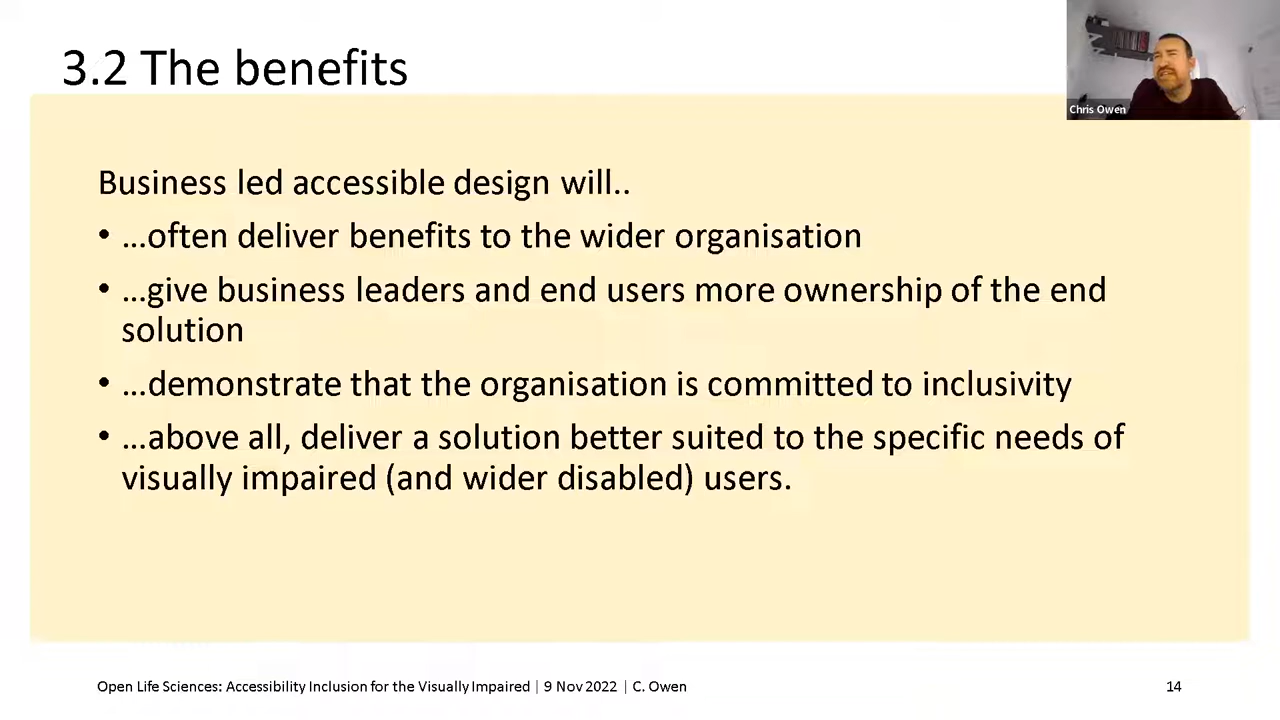 3.2 The benefits
Chris Owen
Business led accessible design will..
• ...often deliver benefits to the wider organisation
• ...give business leaders and end users more ownership of the end
solution
• ...demonstrate that the organisation is committed to inclusivity
• ...above all, deliver a solution better suited to the specific needs of
visually impaired (and wider disabled) users.
Open Life Sciences: Accessibility Inclusion for the Visually Impaired | 9 Nov 2022 | C. Owen
14